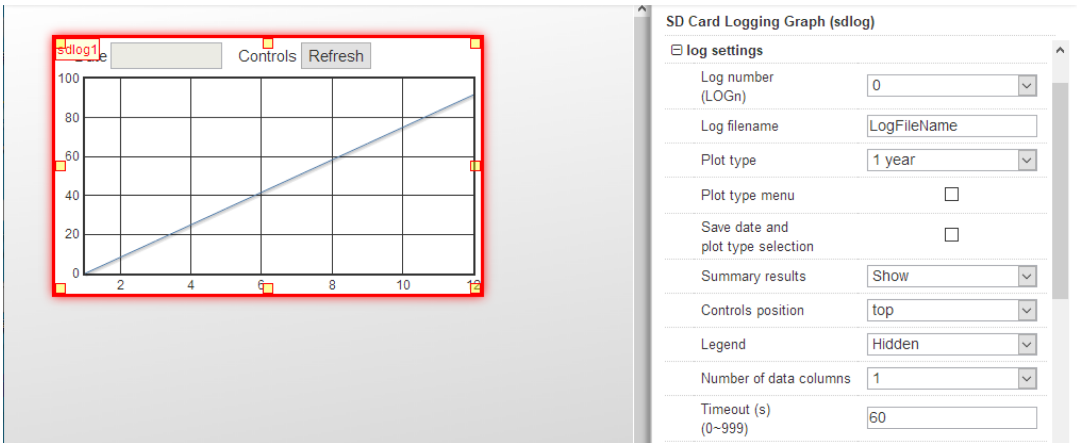 sdlog1
Controls Refresh
100
80
60
40
20
0
2 4 6 8 10 12
SD Card Logging Graph (sdlog)
log settings
Log number
(LOGn)
0
Log filename
LogFileName
Plot type
1 year
Plot type menu
Save date and
plot type selection
Summary results
Show
Controls position
top
Legend
Hidden
Number of data columns
1
Timeout (s)
(0~999)
60